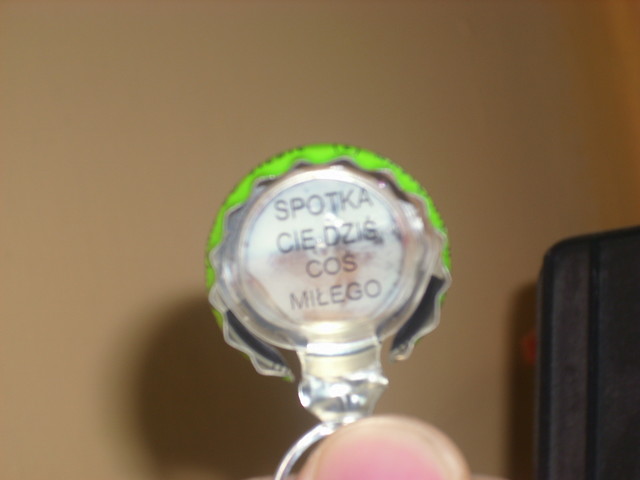 SPOTKA
CIĘ DZIŚ
COŚ
MIŁEGO